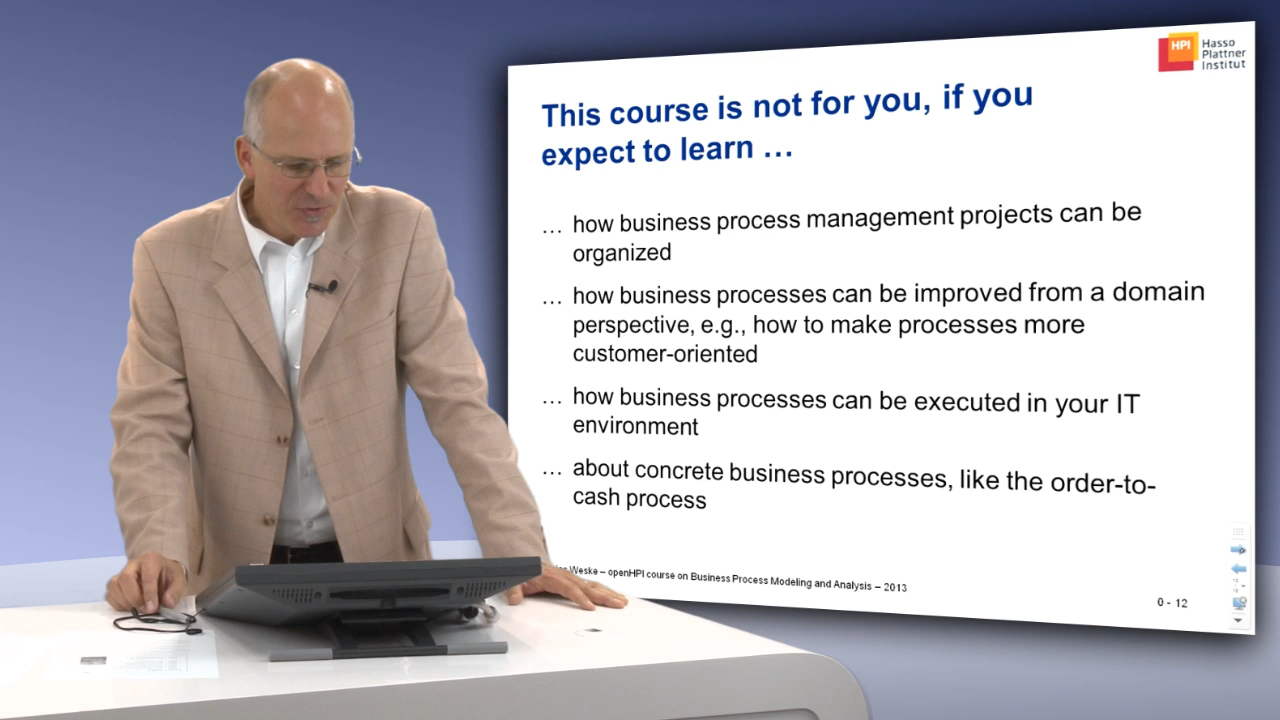 HPI
Hasso
Plattner
Institut
This course is not for you, if you
expect to learn …
… how business process management projects can be
organized
… how business processes can be improved from a domain
perspective, e.g., how to make processes more
customer-oriented
… how business processes can be executed in your IT
environment
… about concrete business processes, like the order-to-
cash process
Weske – openHPI course on Business Process Modeling and Analysis – 2013
0 - 12